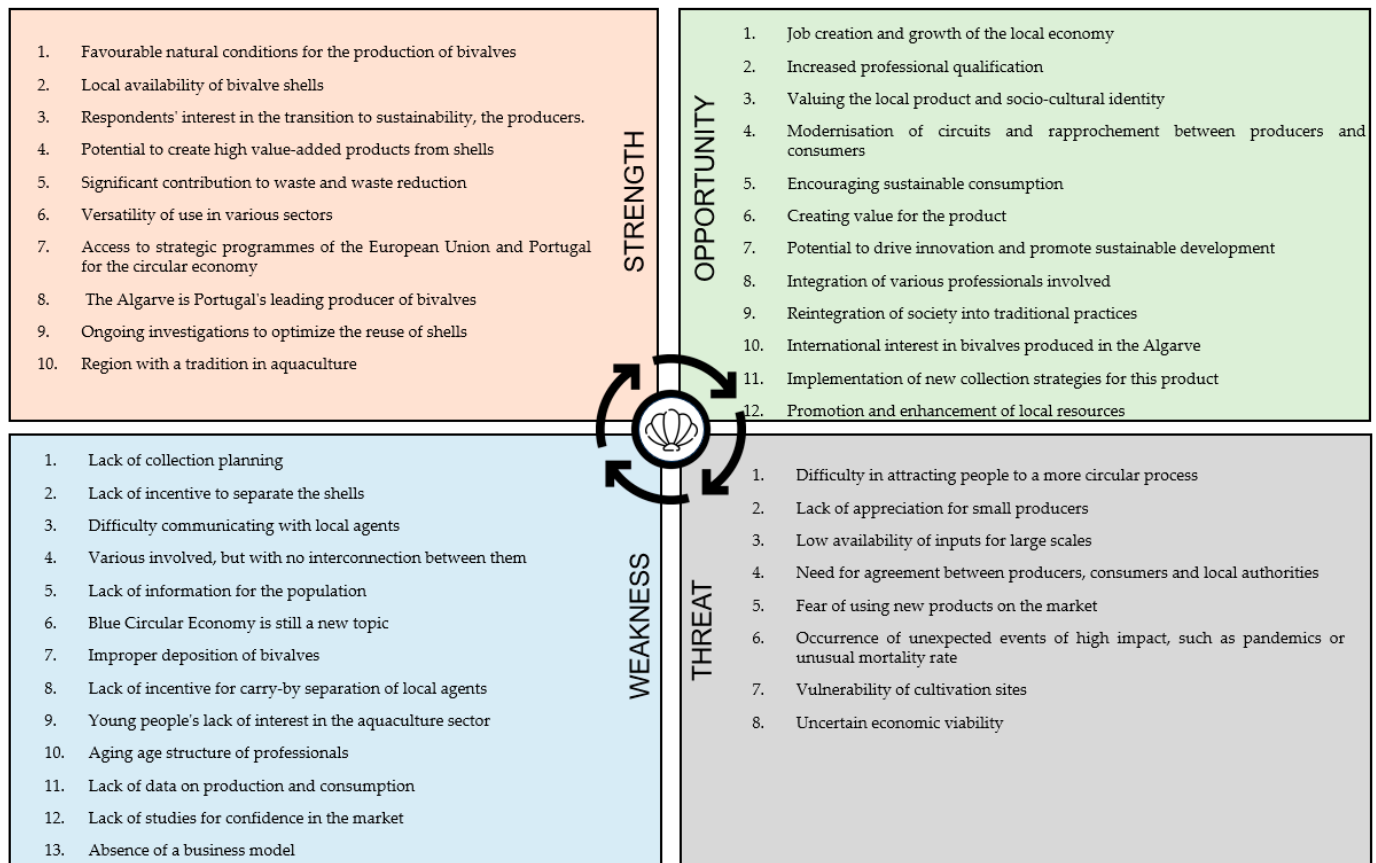 1. Favourable natural conditions for the production of bivalves
2. Local availability of bivalve shells
3. Respondents' interest in the transition to sustainability, the producers.
4. Potential to create high value-added products from shells
5. Significant contribution to waste and waste reduction
6. Versatility of use in various sectors
7. Access to strategic programmes of the European Union and Portugal
for the circular economy
8. The Algarve is Portugal's leading producer of bivalves
9. Ongoing investigations to optimize the reuse of shells
10. Region with a tradition in aquaculture
STRENGTH
OPPORTUNITY
1. Job creation and growth of the local economy
2. Increased professional qualification
3. Valuing the local product and socio-cultural identity
4. Modernisation of circuits and rapprochement between producers and
consumers
5. Encouraging sustainable consumption
6. Creating value for the product
7. Potential to drive innovation and promote sustainable development
8. Integration of various professionals involved
9. Reintegration of society into traditional practices
10. International interest in bivalves produced in the Algarve
11. Implementation of new collection strategies for this product
12. Promotion and enhancement of local resources
1. Lack of collection planning
2. Lack of incentive to separate the shells
3. Difficulty communicating with local agents
4. Various involved, but with no interconnection between them
5. Lack of information for the population
6. Blue Circular Economy is still a new topic
7. Improper deposition of bivalves
8. Lack of incentive for carry-by separation of local agents
9. Young people's lack of interest in the aquaculture sector
10. Aging age structure of professionals
11. Lack of data on production and consumption
12. Lack of studies for confidence in the market
13. Absence of a business model
WEAKNESS
THREAT
1. Difficulty in attracting people to a more circular process
2. Lack of appreciation for small producers
3. Low availability of inputs for large scales
4. Need for agreement between producers, consumers and local authorities
5. Fear of using new products on the market
6. Occurrence of unexpected events of high impact, such as pandemics or
unusual mortality rate
7. Vulnerability of cultivation sites
8. Uncertain economic viability